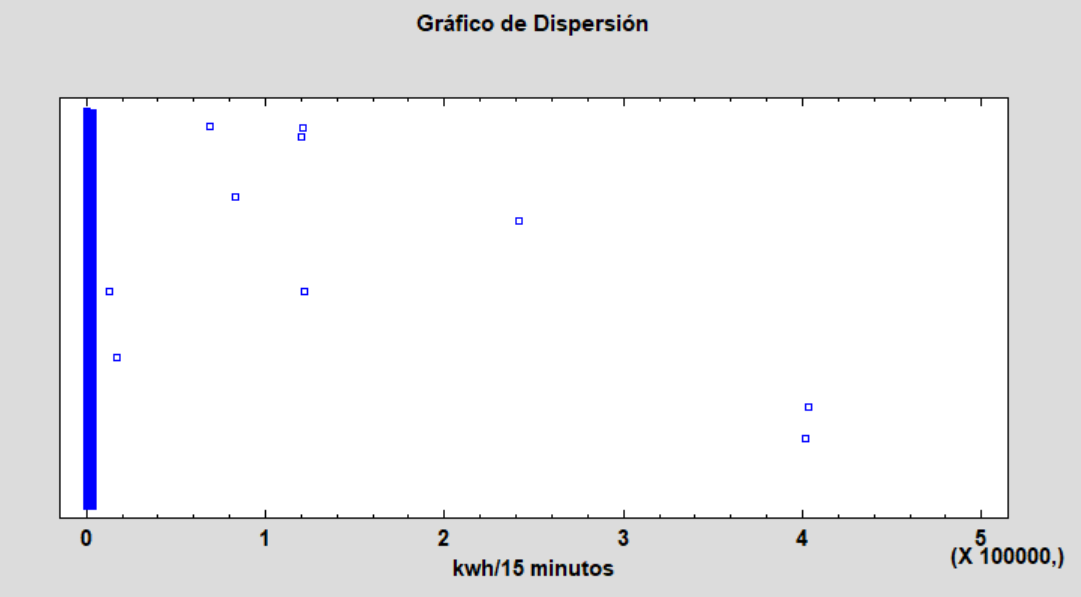 Gráfico de Dispersión
0 1 2 3 4 5
(X 100000,)
kwh/15 minutos